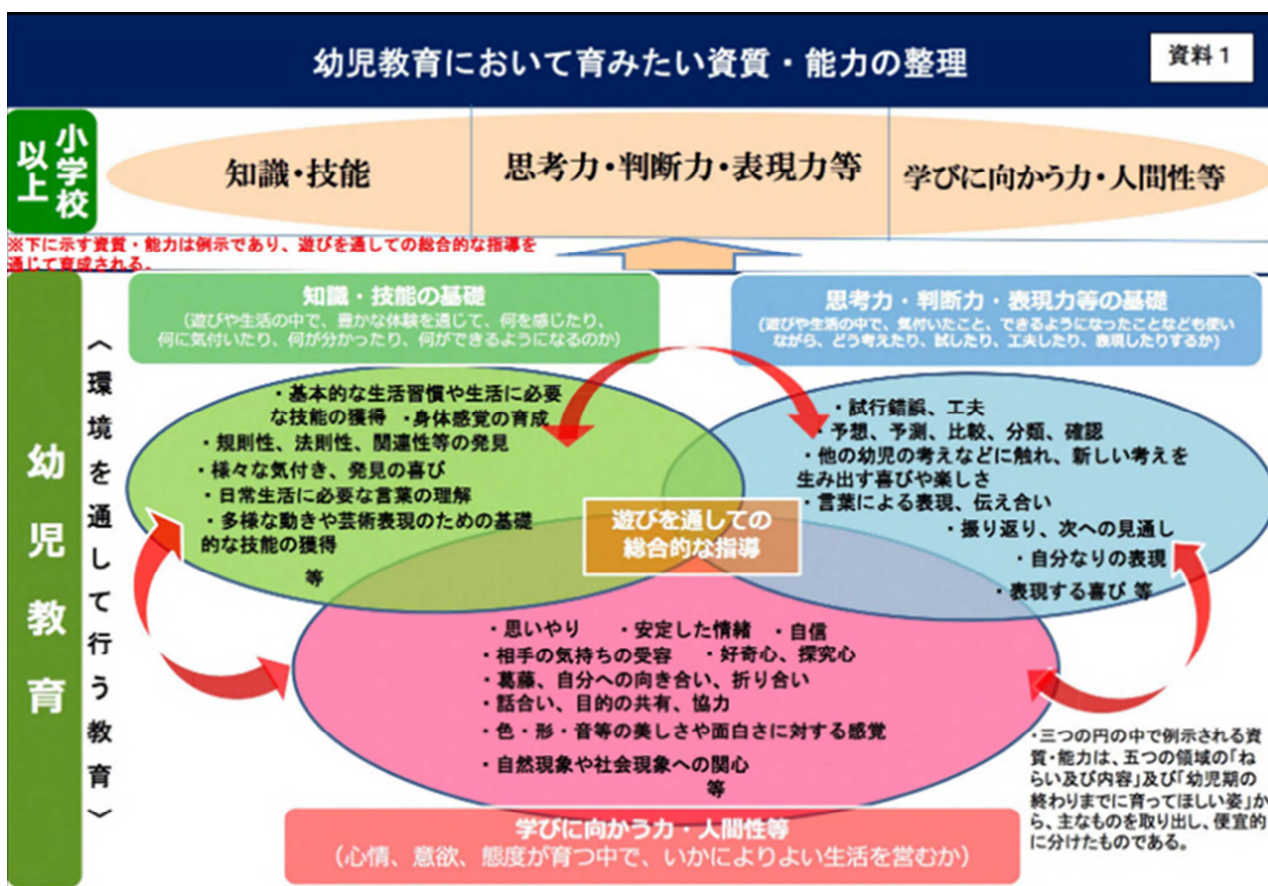 幼児教育において育みたい資質・能力の整理
資料1
小学校
以上
知識・技能
思考力・判断力・表現力等
学びに向かう力・人間性等
※下に示す資質・能力は例示であり、遊びを通しての総合的な指導を
通じて育成される。
幼児教育
〈環境を通して行う教育〉
知識・技能の基礎
(遊びや生活の中で、豊かな体験を通じて、何を感じたり、
何に気付いたり、何が分かったり、何ができるようになるのか)
思考力・判断力・表現力等の基礎
(遊びや生活の中で、気付いたこと、できるようになったことなども使い
ながら、どう考えたり、試したり、工夫したり、表現したりするか)
・基本的な生活習慣や生活に必要
な技能の獲得 ・身体感覚の育成
・規則性、法則性、関連性等の発見
・様々な気付き、発見の喜び
・日常生活に必要な言葉の理解
・多様な動きや芸術表現のための基礎
的な技能の獲得
等
・試行錯誤、工夫
・予想、予測、比較、分類、確認
・他の幼児の考えなどに触れ、新しい考えを
生み出す喜びや楽しさ
・言葉による表現、伝え合い
・振り返り、次への見通し
・自分なりの表現
・表現する喜び 等
遊びを通しての
総合的な指導
・思いやり ・安定した情緒 ・自信
・相手の気持ちの受容 ・好奇心、探究心
・葛藤、自分への向き合い、折り合い
・話合い、目的の共有、協力
・色・形・音等の美しさや面白さに対する感覚
・自然現象や社会現象への関心
等
・三つの円の中で例示される資
質・能力は、五つの領域の「ね
らい及び内容」及び「幼児期の
終わりまでに育ってほしい姿」か
ら、主なものを取り出し、便宜的
に分けたものである。
学びに向かう力・人間性等
(心情、意欲、態度が育つ中で、いかによりよい生活を営むか)